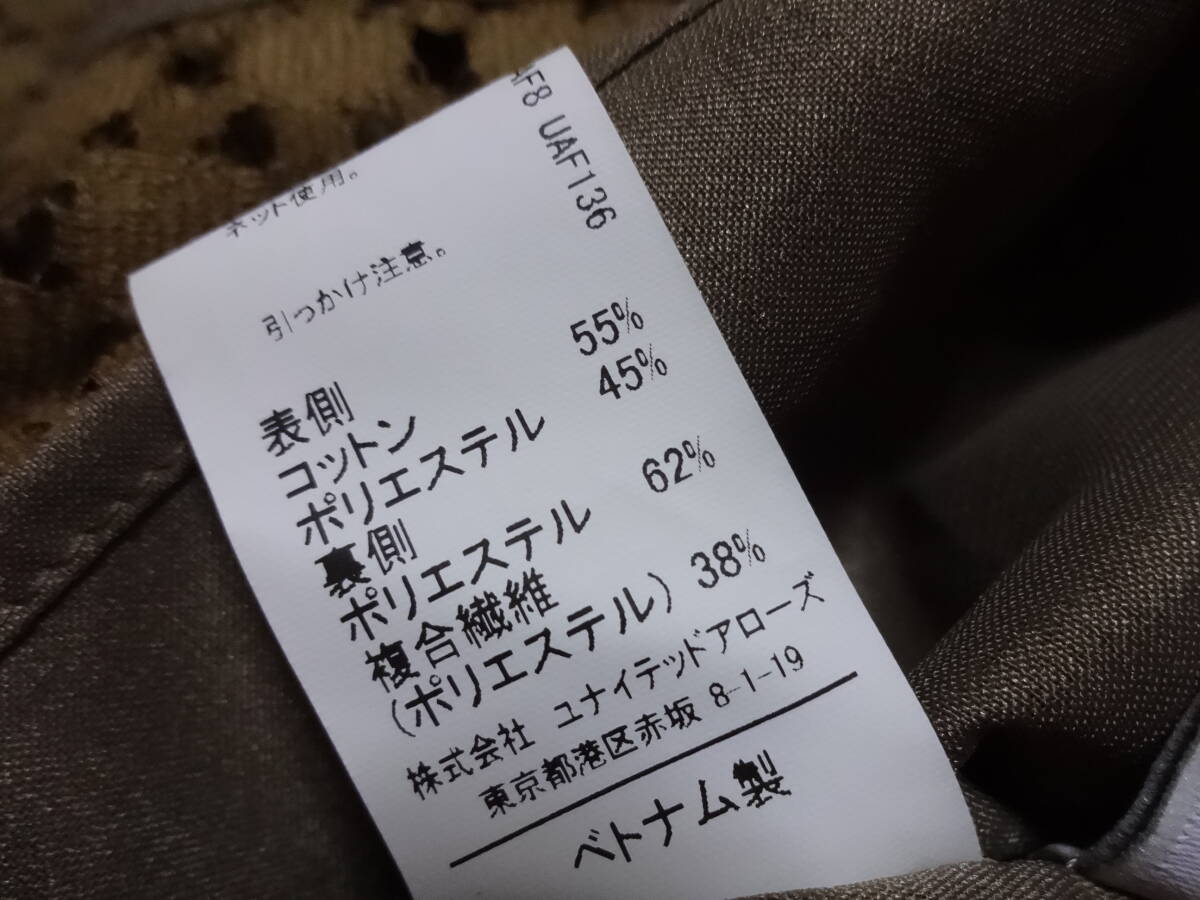 F8 UAF136
ネット使用。
引っかけ注意。
表側
コットン 55%
ポリエステル 45%
裏側
ポリエステル 62%
複合繊維
(ポリエステル) 38%
株式会社 ユナイテッドアローズ
東京都港区赤坂 8-1-19
ベトナム製